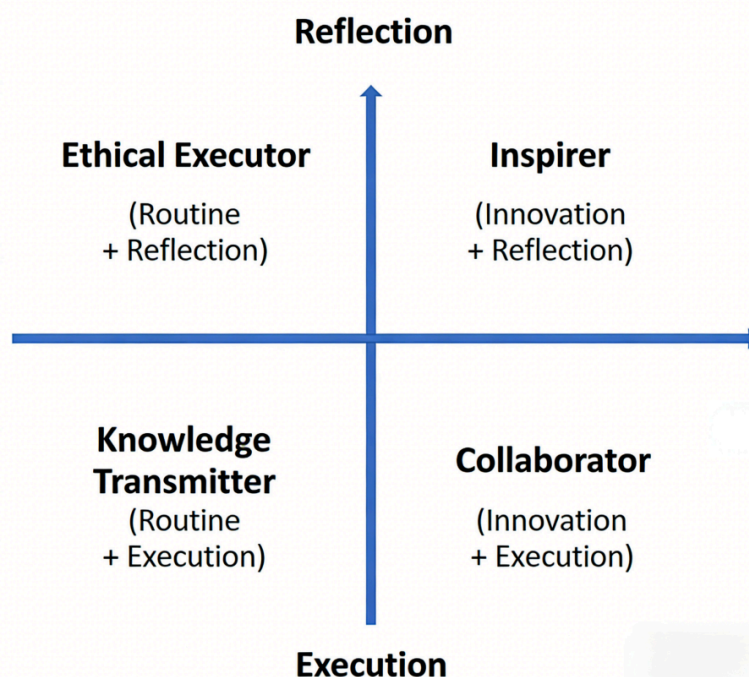 Reflection
Ethical Executor
(Routine
+ Reflection)
Inspirer
(Innovation
+ Reflection)
Knowledge
Transmitter
(Routine
+ Execution)
Collaborator
(Innovation
+ Execution)
Execution